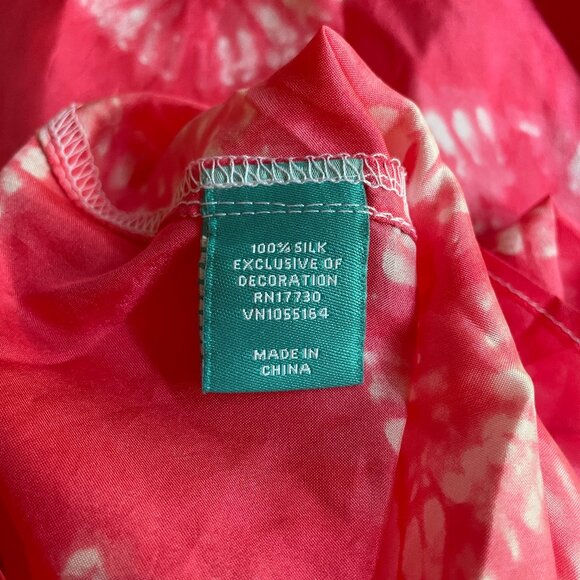 100% SILK
EXCLUSIVE OF
DECORATION
RN17730
VN1055164
MADE IN
CHINA